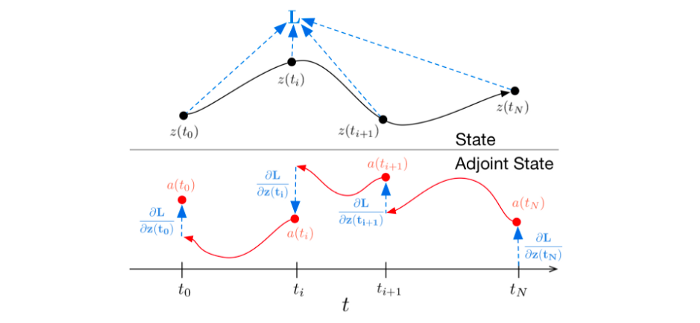 L
z(t_i)
z(t_0)
z(t_{i+1})
z(t_N)
State
Adjoint State
a(t_0)
∂L
∂z(t_0)
∂L
∂z(t_i)
a(t_i)
a(t_{i+1})
∂L
∂z(t_{i+1})
a(t_N)
∂L
∂z(t_N)
t_0
t_i
t_{i+1}
t_N
t